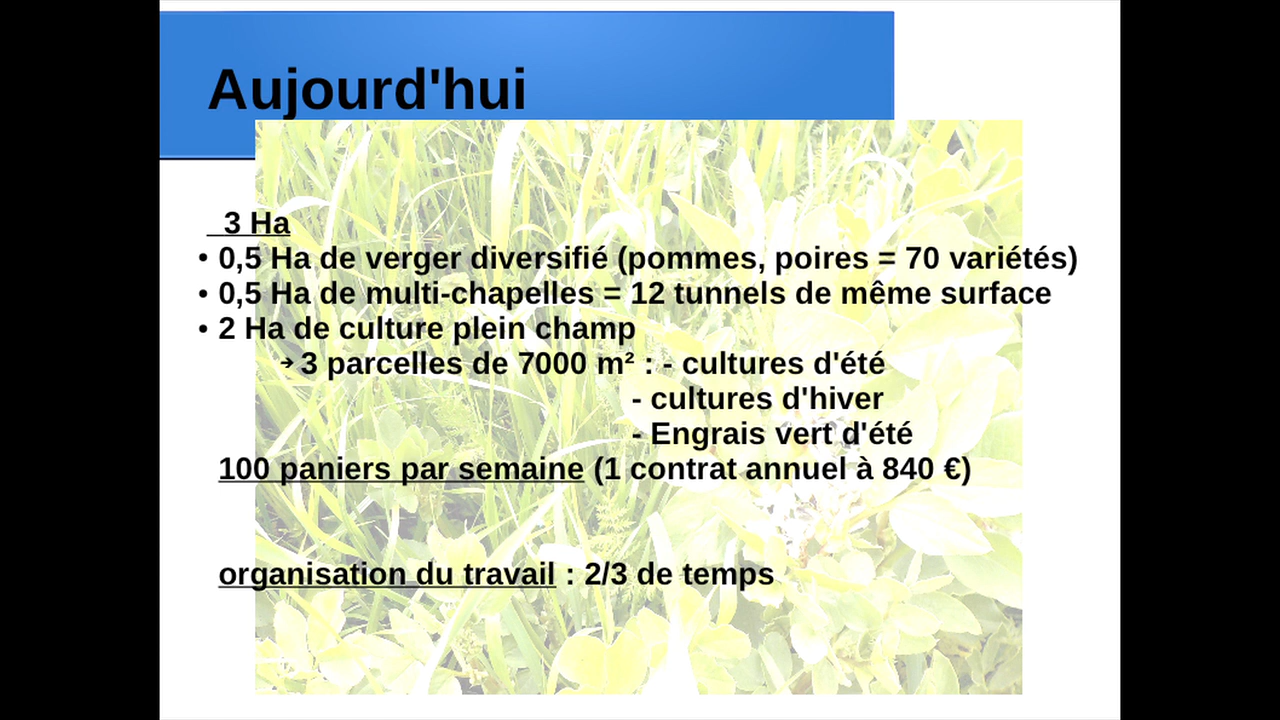 Aujourd'hui
3 Ha
• 0,5 Ha de verger diversifié (pommes, poires = 70 variétés)
• 0,5 Ha de multi-chapelles = 12 tunnels de même surface
• 2 Ha de culture plein champ
→ 3 parcelles de 7000 m² : - cultures d'été
- cultures d'hiver
- Engrais vert d'été
100 paniers par semaine (1 contrat annuel à 840 €)
organisation du travail : 2/3 de temps